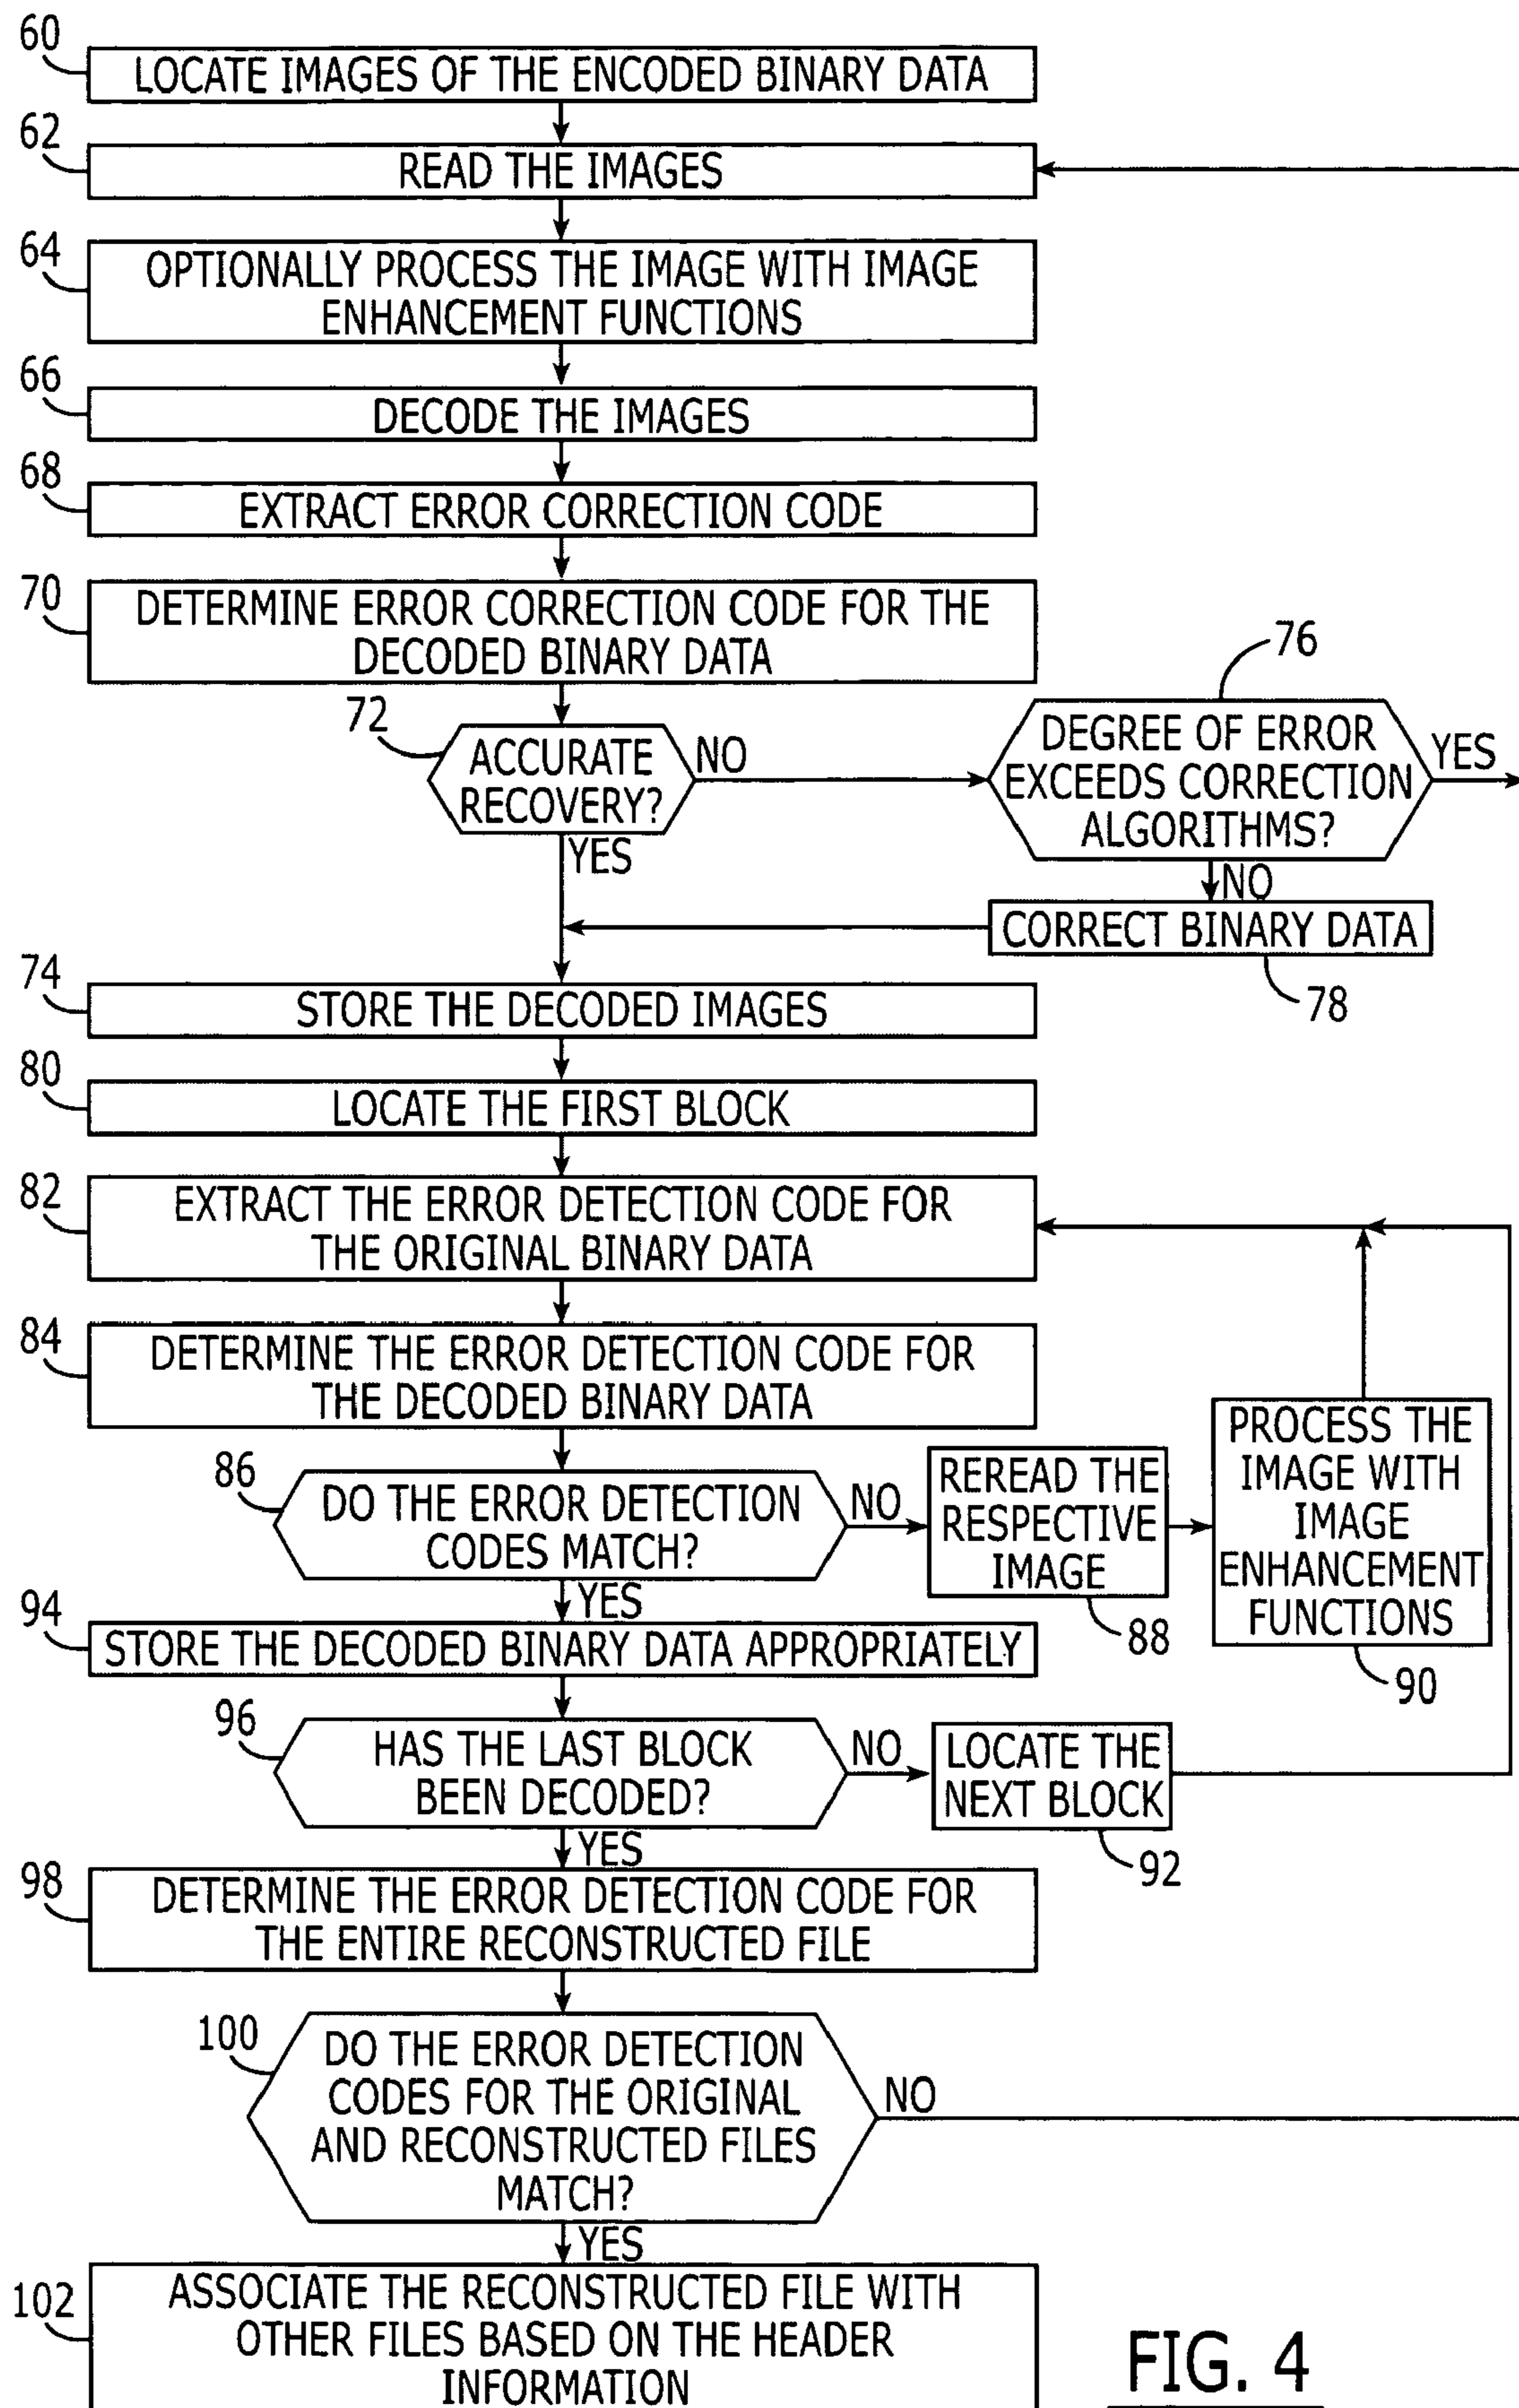 60
LOCATE IMAGES OF THE ENCODED BINARY DATA
62
READ THE IMAGES
64
OPTIONALLY PROCESS THE IMAGE WITH IMAGE
ENHANCEMENT FUNCTIONS
66
DECODE THE IMAGES
68
EXTRACT ERROR CORRECTION CODE
70
DETERMINE ERROR CORRECTION CODE FOR THE
DECODED BINARY DATA
72
ACCURATE
RECOVERY?
NO
YES
76
DEGREE OF ERROR
EXCEEDS CORRECTION
ALGORITHMS?
YES
NO
CORRECT BINARY DATA
78
74
STORE THE DECODED IMAGES
80
LOCATE THE FIRST BLOCK
82
EXTRACT THE ERROR DETECTION CODE FOR
THE ORIGINAL BINARY DATA
84
DETERMINE THE ERROR DETECTION CODE FOR
THE DECODED BINARY DATA
86
DO THE ERROR DETECTION
CODES MATCH?
NO
YES
REREAD THE
RESPECTIVE
IMAGE
88
PROCESS THE
IMAGE WITH
IMAGE
ENHANCEMENT
FUNCTIONS
90
94
STORE THE DECODED BINARY DATA APPROPRIATELY
96
HAS THE LAST BLOCK
BEEN DECODED?
NO
YES
LOCATE THE
NEXT BLOCK
92
98
DETERMINE THE ERROR DETECTION CODE FOR
THE ENTIRE RECONSTRUCTED FILE
100
DO THE ERROR DETECTION
CODES FOR THE ORIGINAL
AND RECONSTRUCTED FILES
MATCH?
NO
YES
102
ASSOCIATE THE RECONSTRUCTED FILE WITH
OTHER FILES BASED ON THE HEADER
INFORMATION
FIG. 4